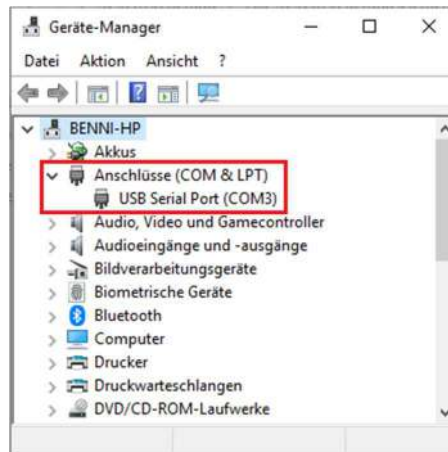 Geräte-Manager
Datei Aktion Ansicht ?
BENNI-HP
Akkus
Anschlüsse (COM & LPT)
USB Serial Port (COM3)
Audio, Video und Gamecontroller
Audioeingänge und -ausgänge
Bildverarbeitungsgeräte
Biometrische Geräte
Bluetooth
Computer
Drucker
Druckwarteschlangen
DVD/CD-ROM-Laufwerke